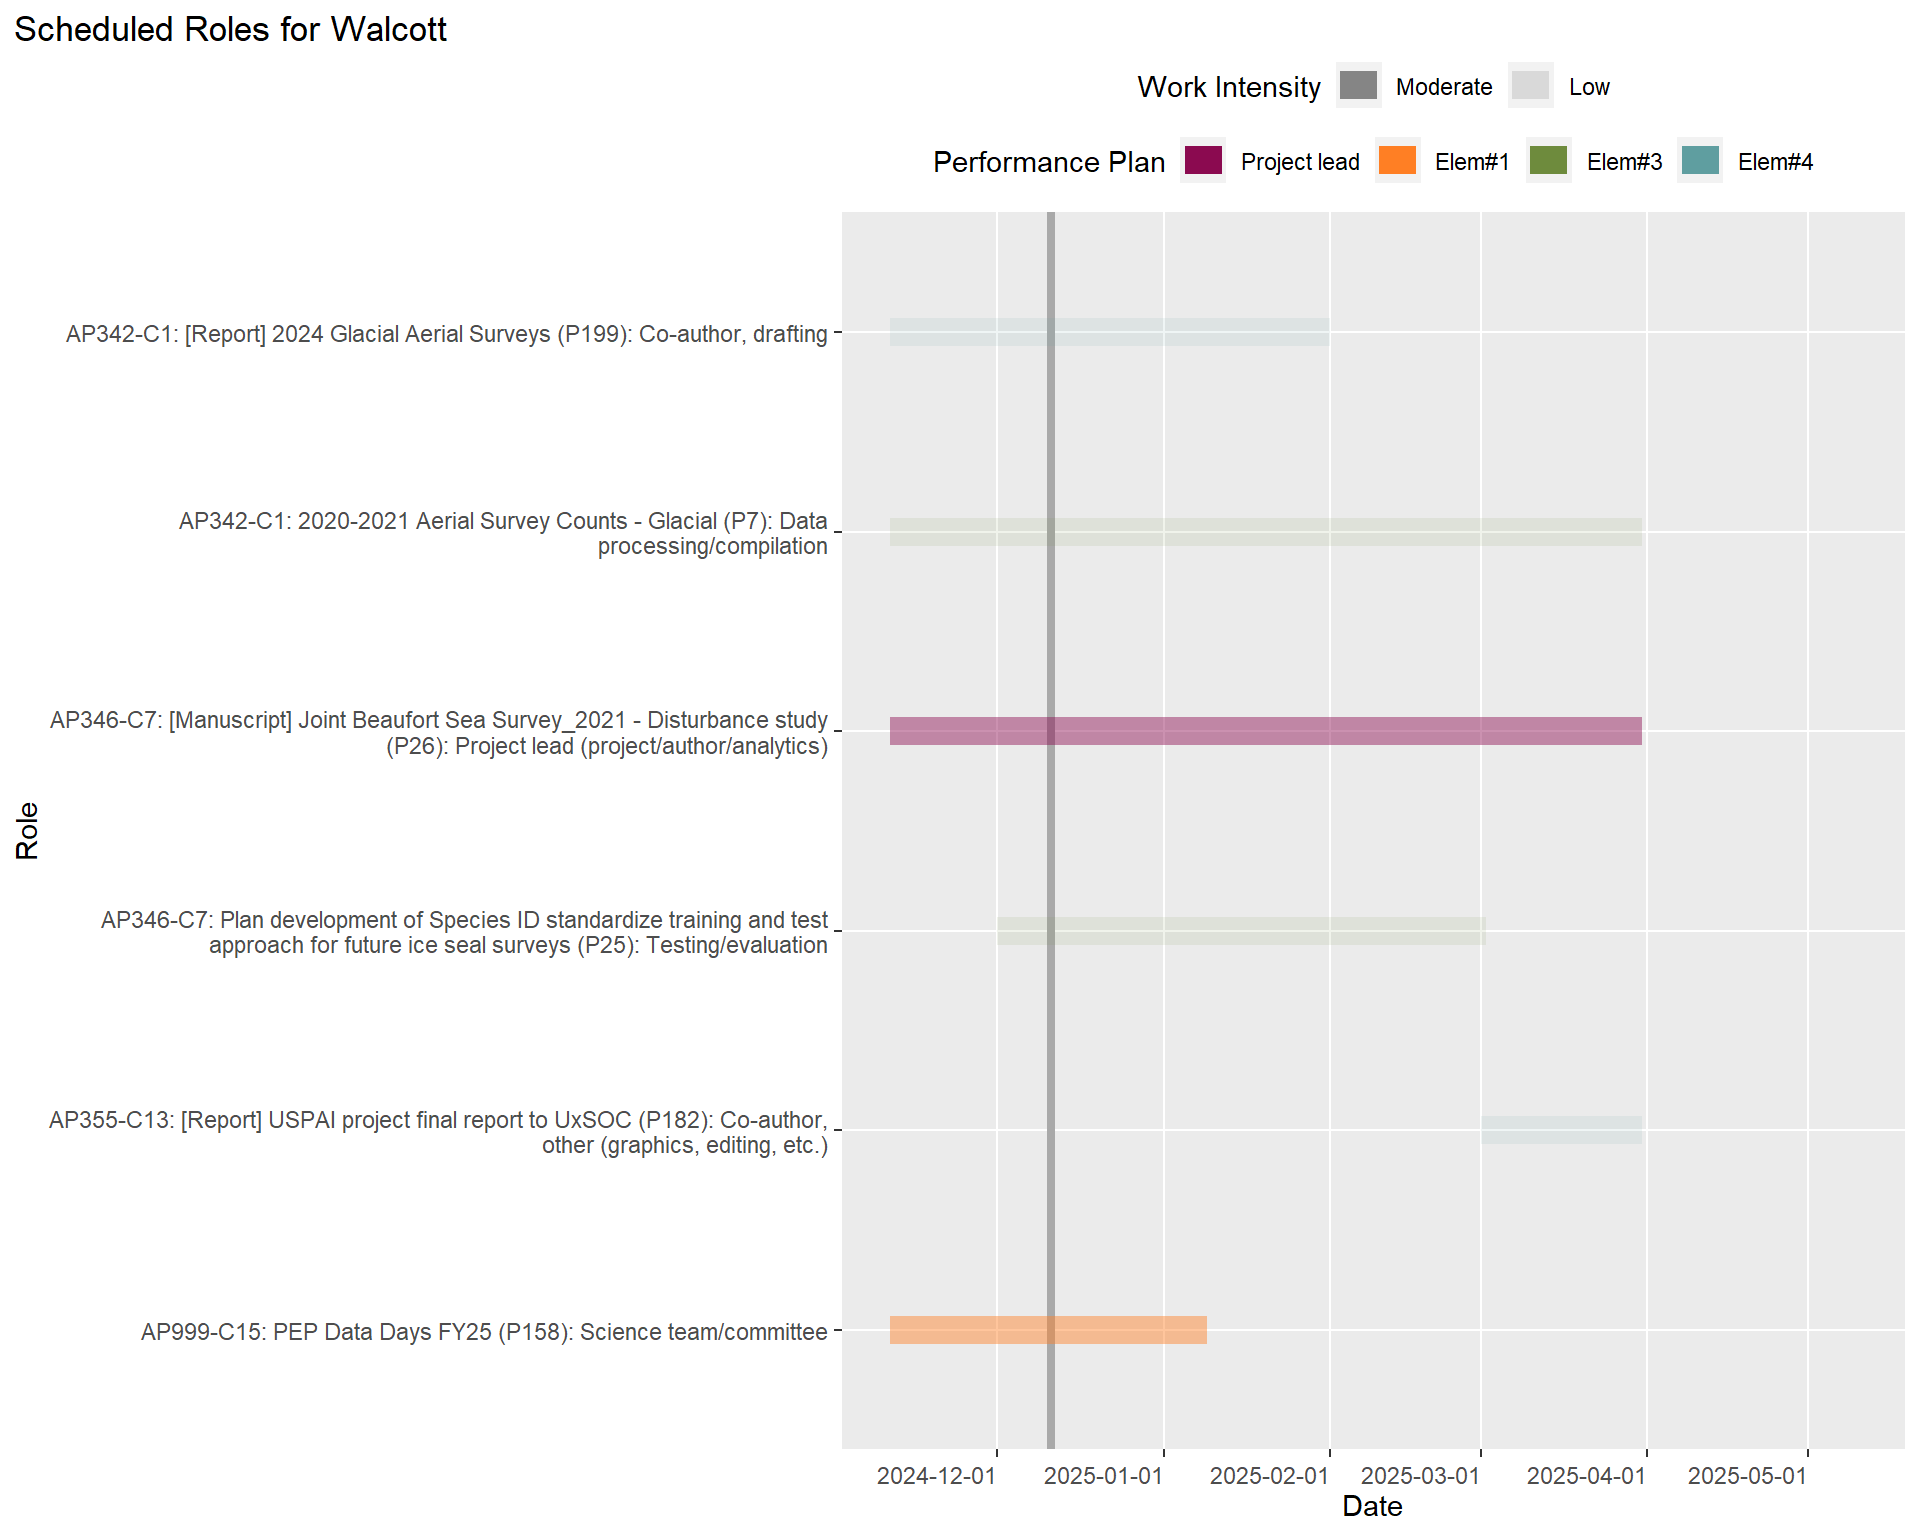 Scheduled Roles for Walcott
Work Intensity Moderate Low
Performance Plan Project lead Elem#1 Elem#3 Elem#4
AP342-C1: [Report] 2024 Glacial Aerial Surveys (P199): Co-author, drafting
AP342-C1: 2020-2021 Aerial Survey Counts - Glacial (P7): Data
processing/compilation
AP346-C7: [Manuscript] Joint Beaufort Sea Survey_2021 - Disturbance study
(P26): Project lead (project/author/analytics)
Role
AP346-C7: Plan development of Species ID standardize training and test
approach for future ice seal surveys (P25): Testing/evaluation
AP355-C13: [Report] USPAI project final report to UxSOC (P182): Co-author,
other (graphics, editing, etc.)
AP999-C15: PEP Data Days FY25 (P158): Science team/committee
2024-12-01 2025-01-01 2025-02-01 2025-03-01 2025-04-01 2025-05-01
Date